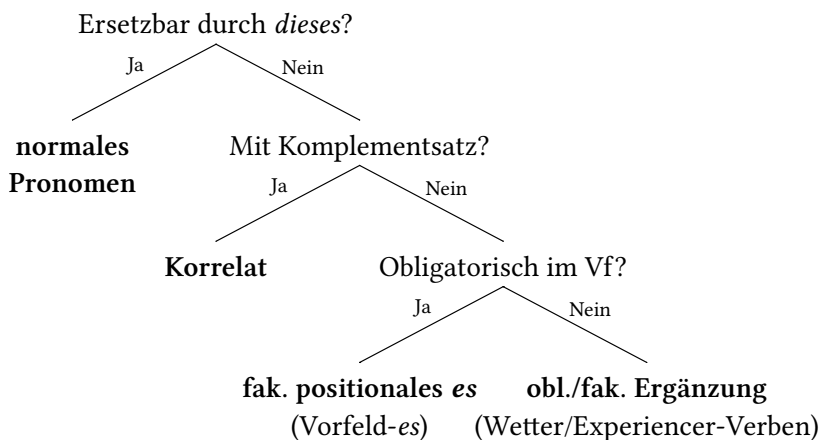 Ersetzbar durch dieses?
Ja
Nein
normales
Pronomen
Mit Komplementsatz?
Ja
Nein
Korrelat
Obligatorisch im Vf?
Ja
Nein
fak. positionales es
(Vorfeld-es)
obl./fak. Ergänzung
(Wetter/Experiencer-Verben)